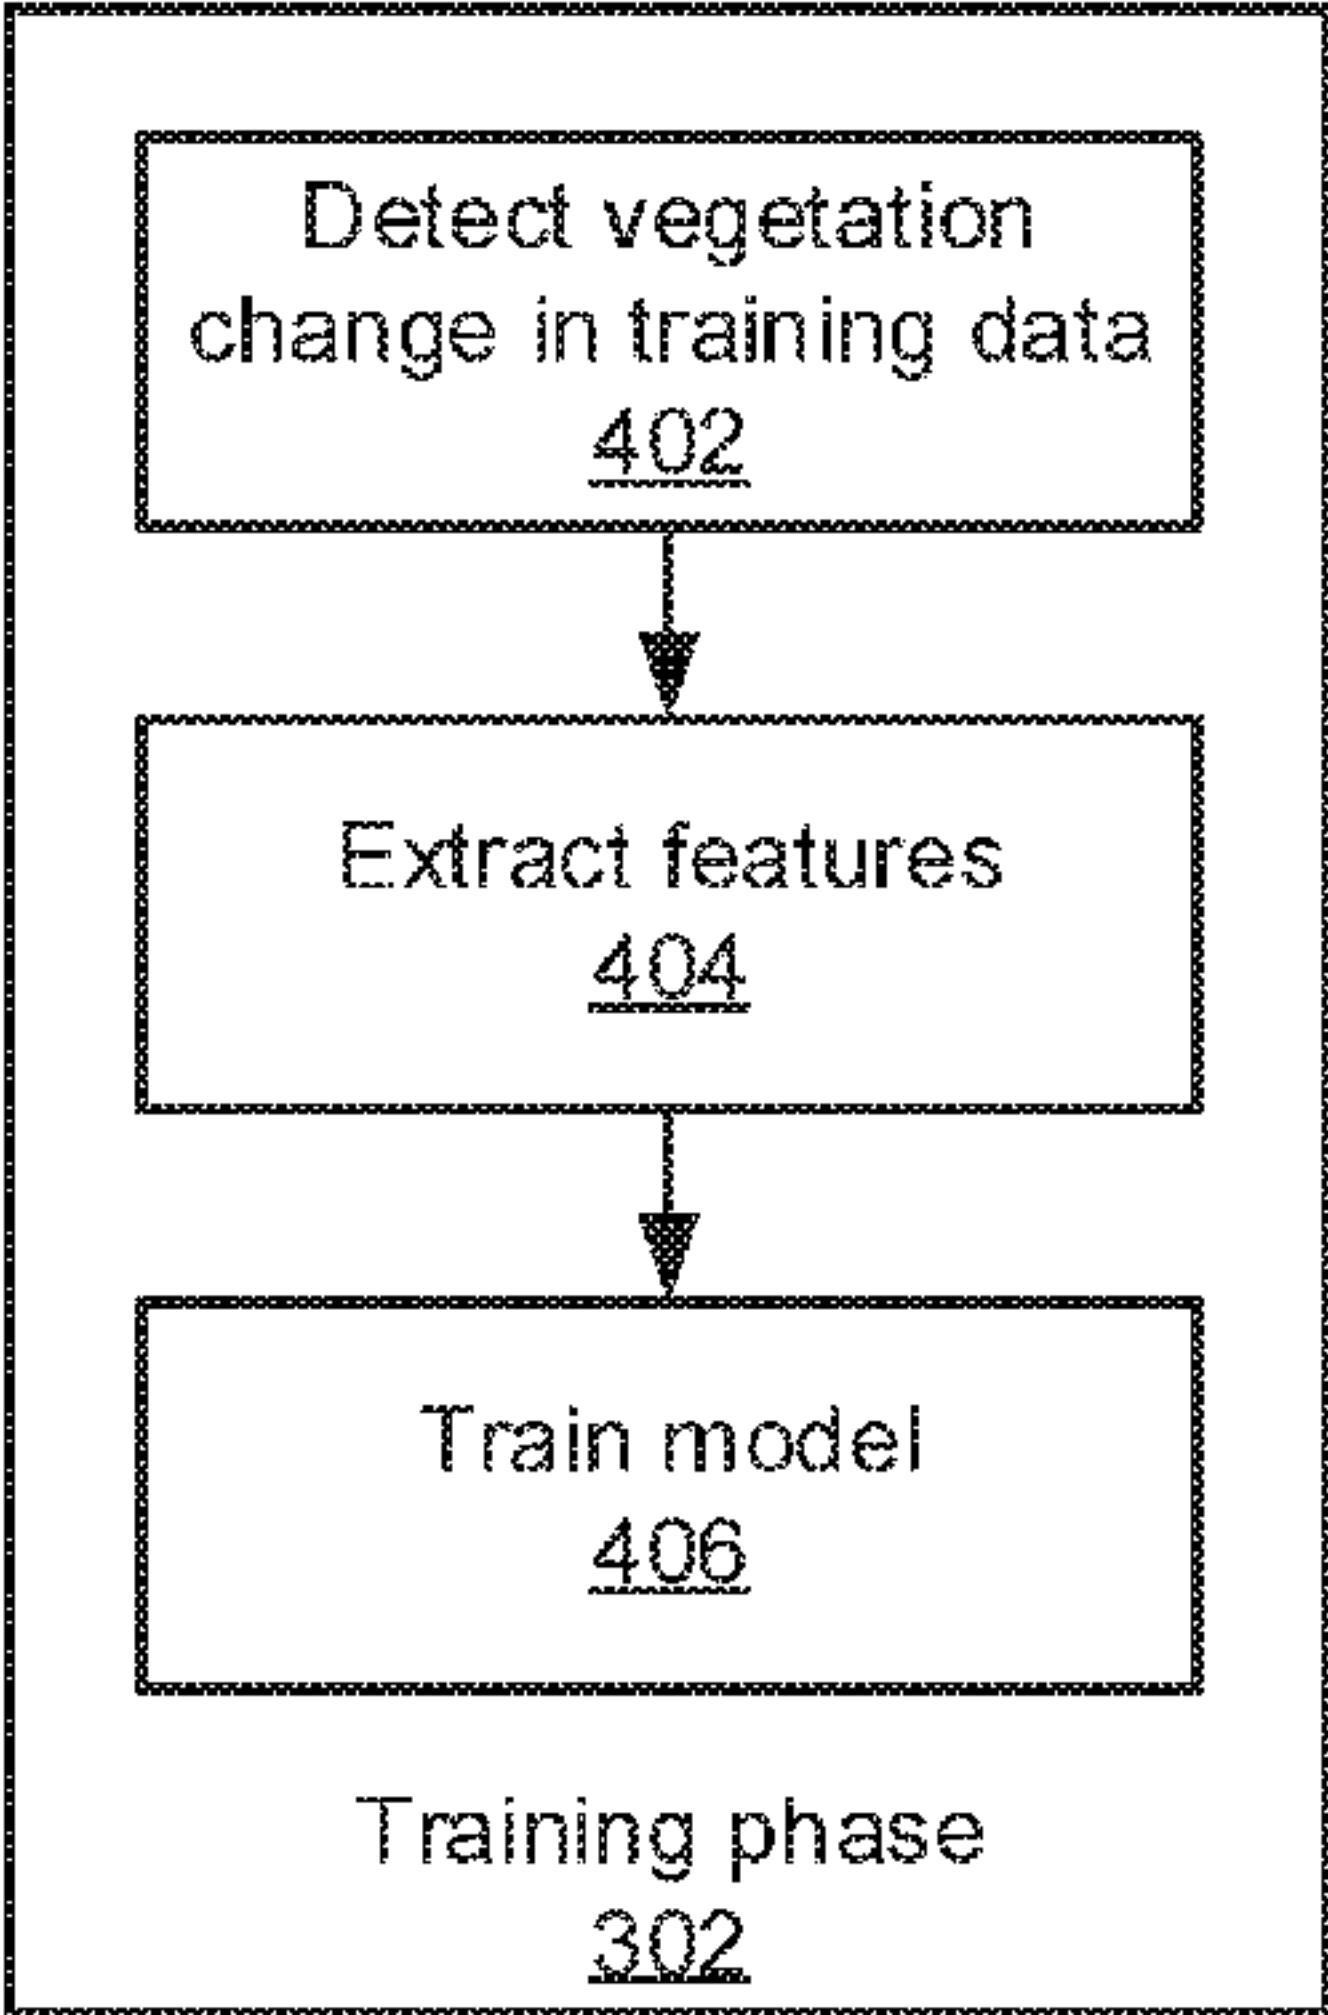 Detect vegetation
change in training data
402
Extract features
404
Train model
406
Training phase
302